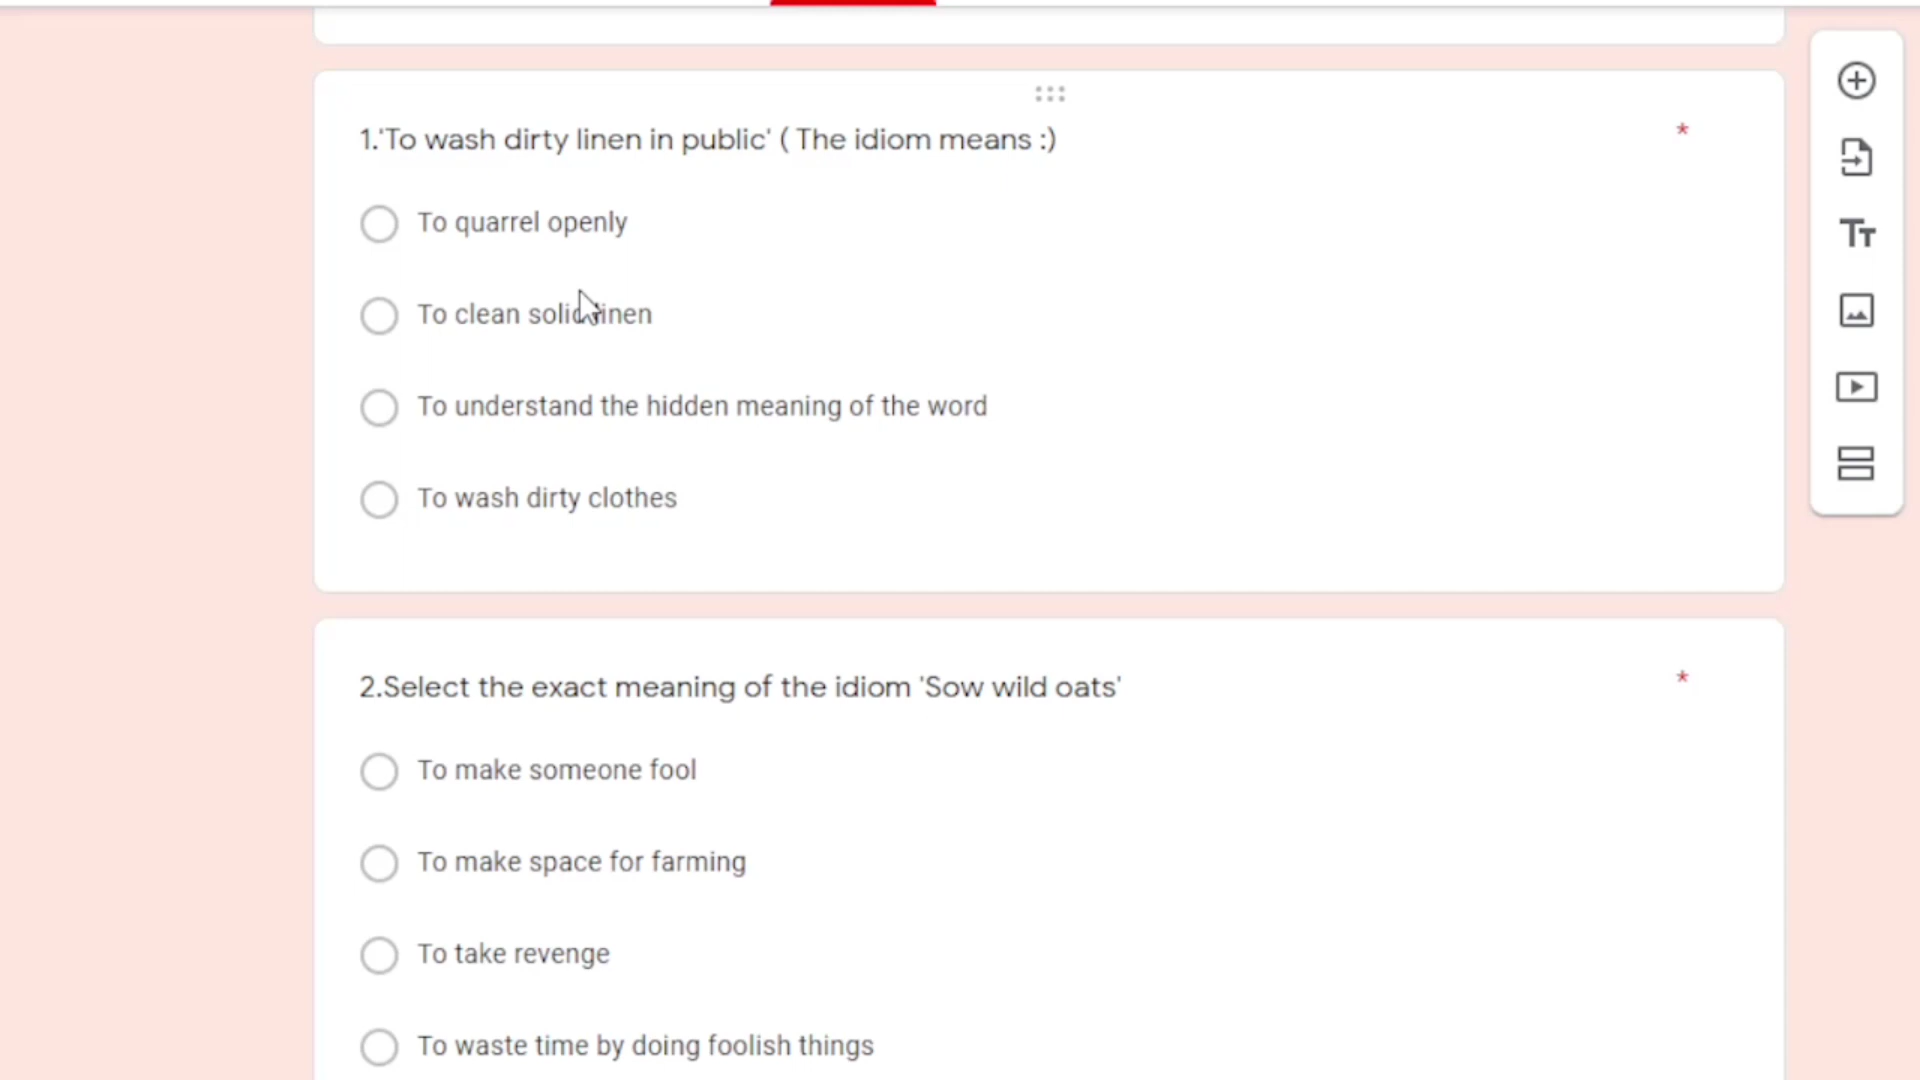 1.'To wash dirty linen in public' ( The idiom means :)
*
To quarrel openly
To clean solid linen
To understand the hidden meaning of the word
To wash dirty clothes
2.Select the exact meaning of the idiom 'Sow wild oats'
*
To make someone fool
To make space for farming
To take revenge
To waste time by doing foolish things